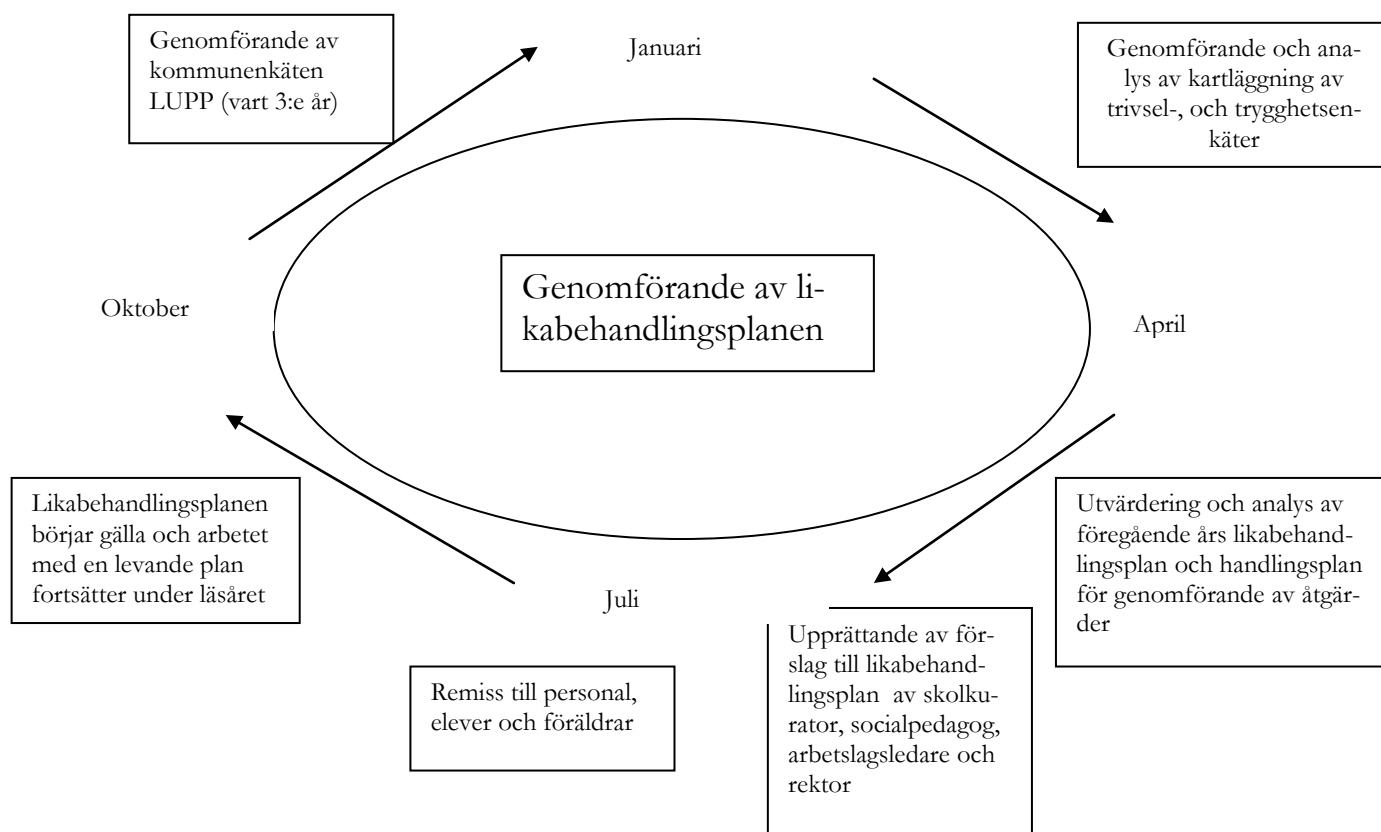 Genomförande av
kommunenkäten
LUPP (vart 3:e år)
Januari
Genomförande och ana-
lys av kartläggning av
trivsel-, och trygghetsen-
käter
Genomförande av li-
kabehandlingsplanen
Oktober
April
Likabehandlingsplanen
börjar gälla och arbetet
med en levande plan
fortsätter under läsåret
Juli
Utvärdering och analys av
föregående års likabehand-
lingsplan och handlingsplan
för genomförande av åtgär-
der
Remiss till personal,
elever och föräldrar
Upprättande av för-
slag till likabehand-
lingsplan av skolku-
rator, socialpedagog,
arbetslagsledare och
rektor